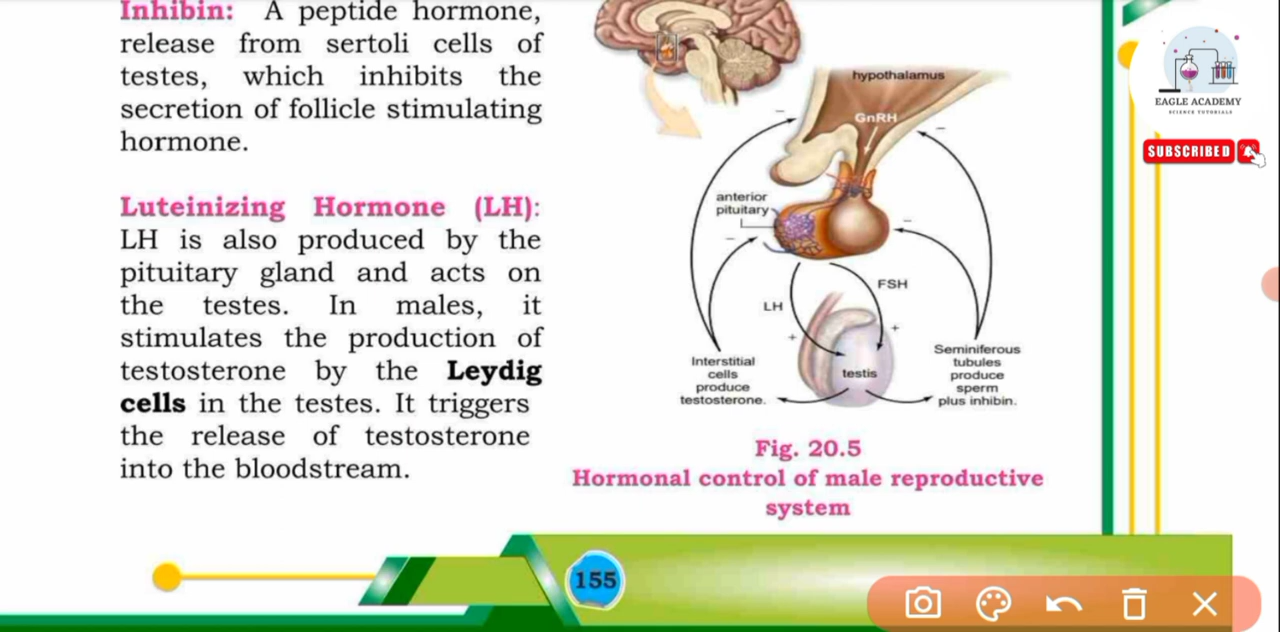 Inhibin: A peptide hormone,
release from sertoli cells of
testes, which inhibits the
secretion of follicle stimulating
hormone.
Luteinizing Hormone (LH):
LH is also produced by the
pituitary gland and acts on
the testes. In males, it
stimulates the production of
testosterone by the Leydig
cells in the testes. It triggers
the release of testosterone
into the bloodstream.
hypothalamus
GnRH
anterior
pituitary
FSH
LH
testis
Interstitial
cells
produce
testosterone.
Seminiferous
tubules
produce
sperm
plus inhibin.
Fig. 20.5
Hormonal control of male reproductive
system
155
EAGLE ACADEMY
SCIENCE TUTORIALS
SUBSCRIBED